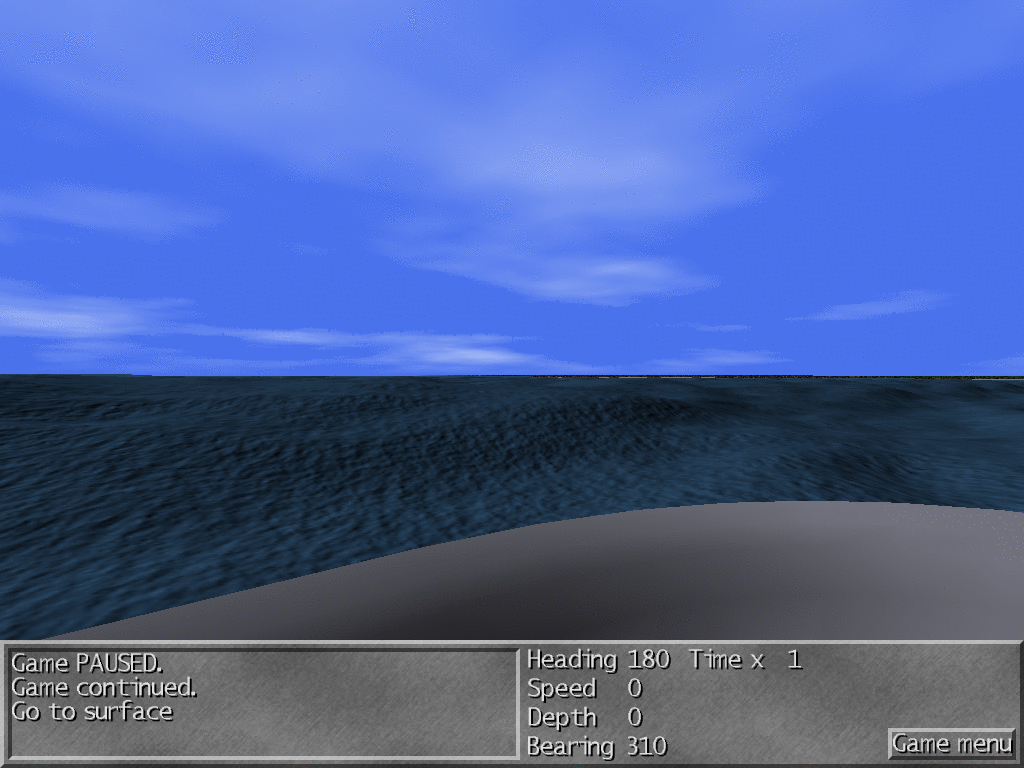 Game PAUSED.
Game continued.
Go to surface
Heading 180 Time x 1
Speed 0
Depth 0
Bearing 310
Game menu